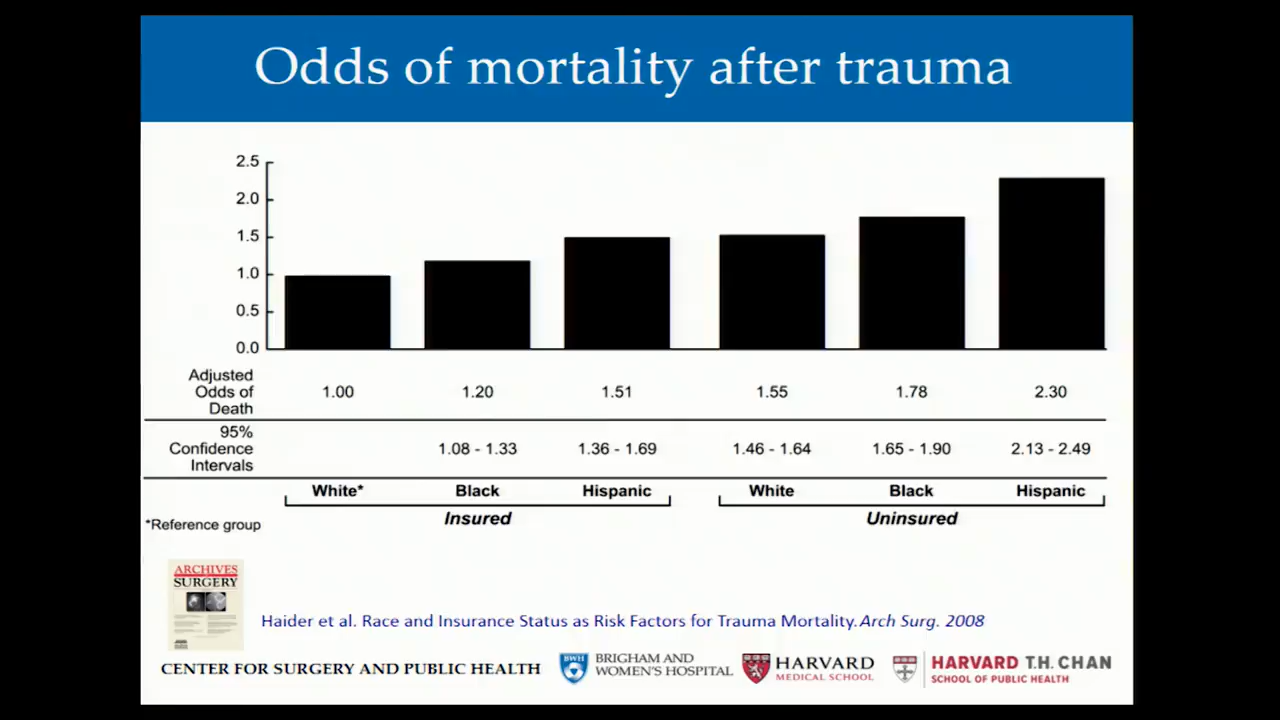 Odds of mortality after trauma
2.5
2.0
1.5
1.0
0.5
0.0
Adjusted
Odds of
Death
1.00 1.20 1.51 1.55 1.78 2.30
95%
Confidence
Intervals
1.08 - 1.33 1.36 - 1.69 1.46 - 1.64 1.65 - 1.90 2.13 - 2.49
White* Black Hispanic White Black Hispanic
Insured Uninsured
*Reference group
ARCHIVES
SURGERY
Haider et al. Race and Insurance Status as Risk Factors for Trauma Mortality. Arch Surg. 2008
CENTER FOR SURGERY AND PUBLIC HEALTH
BWH
BRIGHAM AND
WOMEN'S HOSPITAL
HARVARD
MEDICAL SCHOOL
HARVARD T.H. CHAN
SCHOOL OF PUBLIC HEALTH